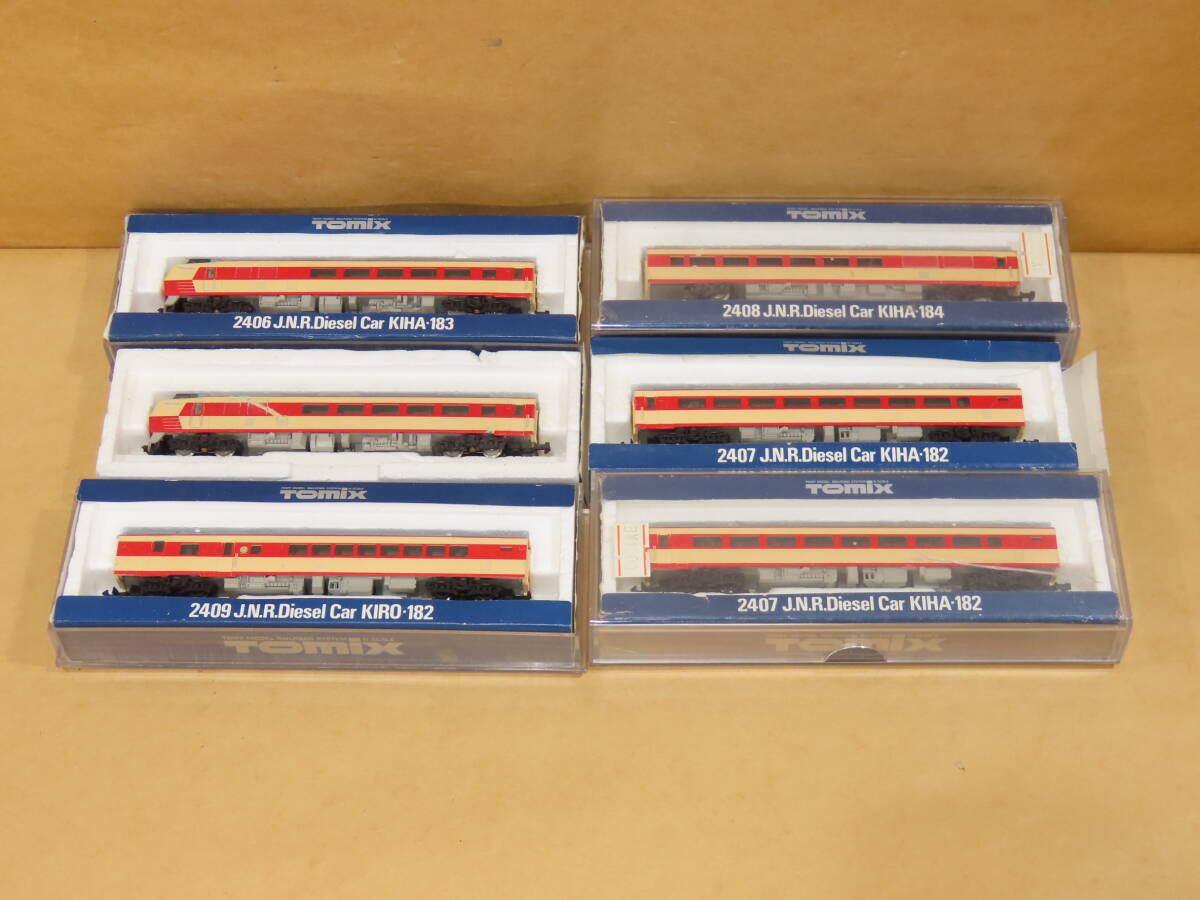 TOMIX
2406 J.N.R.Diesel Car KIHA·183
TOMIX
2408 J.N.R.Diesel Car KIHA·184
TOMIX
2407 J.N.R.Diesel Car KIHA·182
TOMIX
2409 J.N.R.Diesel Car KIRO·182
TOMIX
TOMIX
2407 J.N.R.Diesel Car KIHA·182
TOMIX